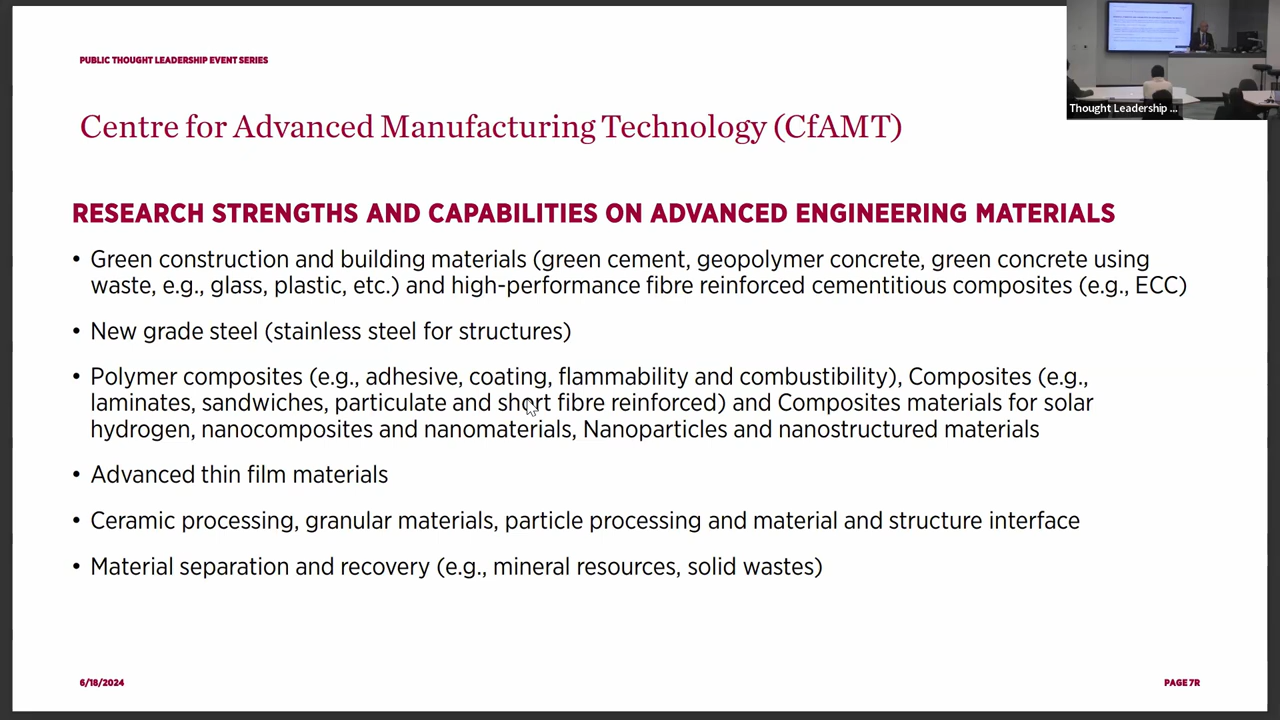 PUBLIC THOUGHT LEADERSHIP EVENT SERIES
Thought Leadership ...
Centre for Advanced Manufacturing Technology (CfAMT)
RESEARCH STRENGTHS AND CAPABILITIES ON ADVANCED ENGINEERING MATERIALS
• Green construction and building materials (green cement, geopolymer concrete, green concrete using
waste, e.g., glass, plastic, etc.) and high-performance fibre reinforced cementitious composites (e.g., ECC)
• New grade steel (stainless steel for structures)
• Polymer composites (e.g., adhesive, coating, flammability and combustibility), Composites (e.g.,
laminates, sandwiches, particulate and short fibre reinforced) and Composites materials for solar
hydrogen, nanocomposites and nanomaterials, Nanoparticles and nanostructured materials
• Advanced thin film materials
• Ceramic processing, granular materials, particle processing and material and structure interface
• Material separation and recovery (e.g., mineral resources, solid wastes)
6/18/2024
PAGE 7R